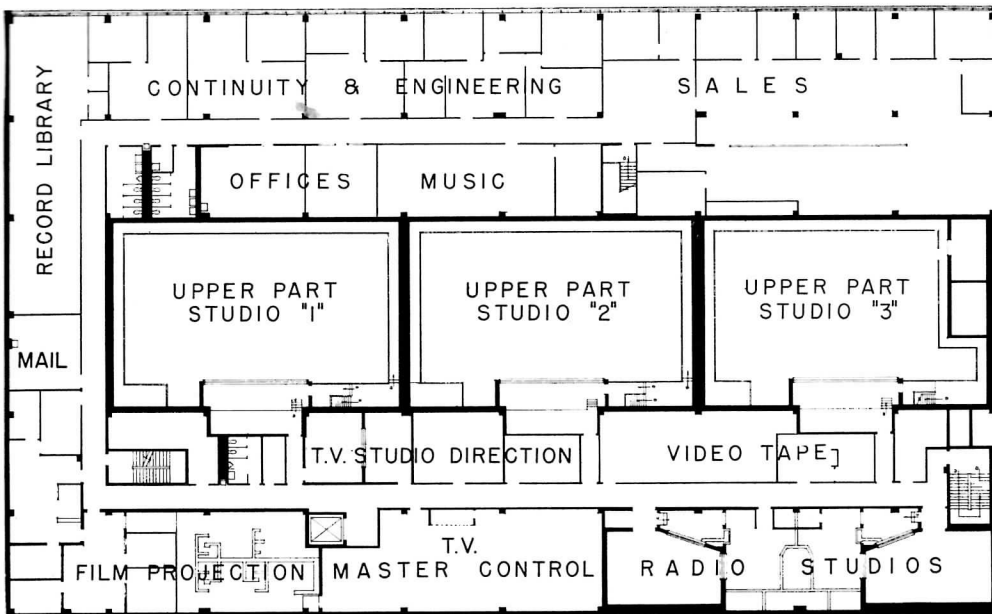 CONTINUITY & ENGINEERING
SALES
RECORD LIBRARY
OFFICES
MUSIC
UPPER PART
STUDIO "1"
UPPER PART
STUDIO "2"
UPPER PART
STUDIO "3"
MAIL
T.V. STUDIO DIRECTION
VIDEO TAPE
FILM PROJECTION
T.V.
MASTER CONTROL
RADIO STUDIOS